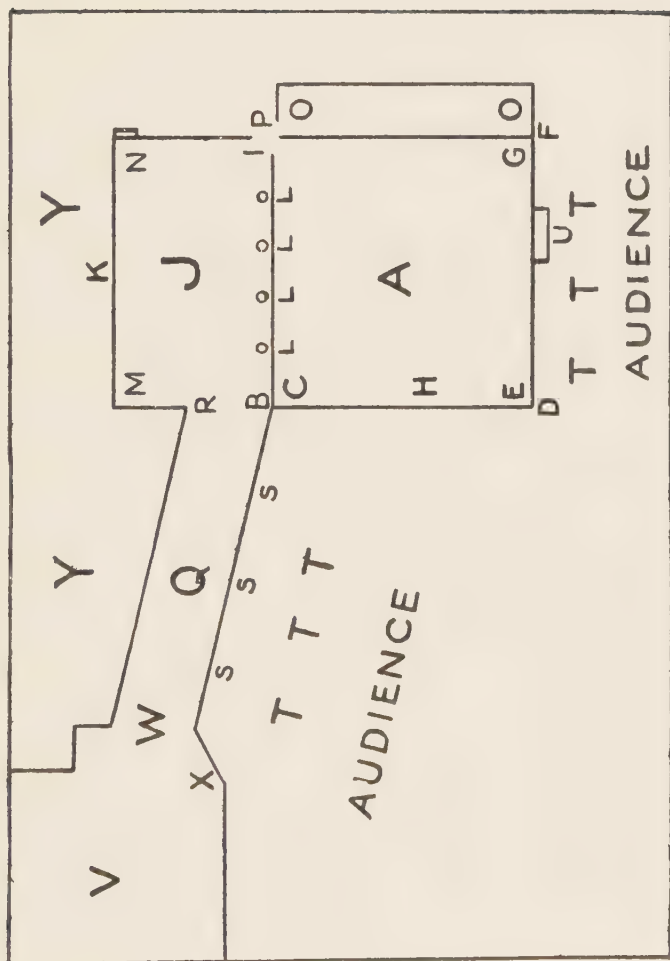 Y Y
K
V M N
W J
Q
X R
S S S
B I P
o o o o
L L L L
C O
T T T
AUDIENCE
A
H
E G O
D F
U
T T T
AUDIENCE